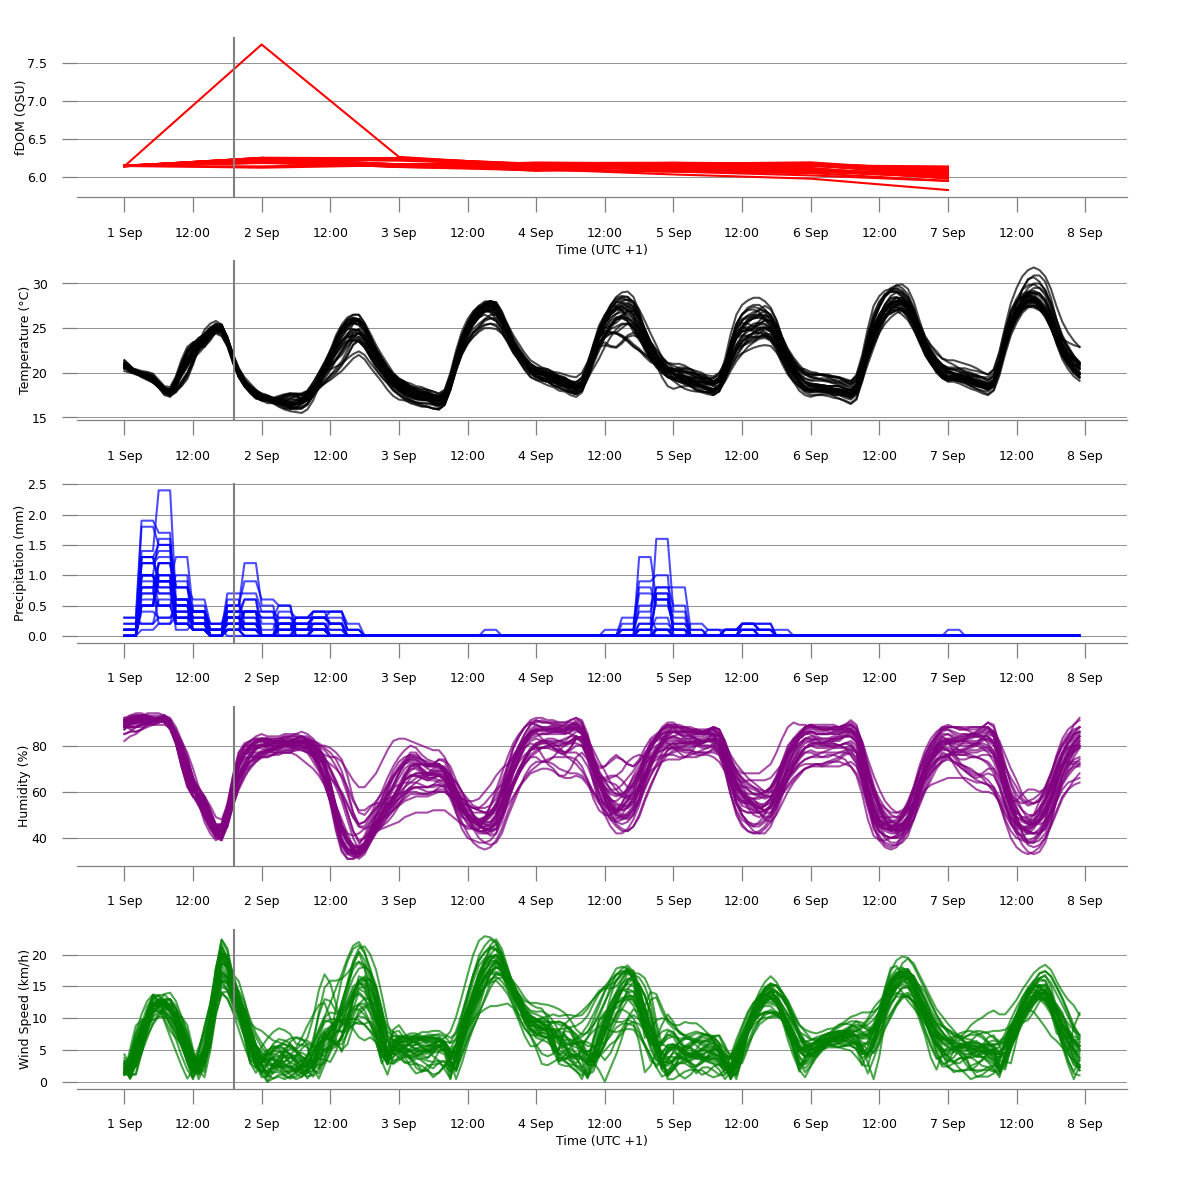 fDOM (QSU)
7.5
7.0
6.5
6.0
1 Sep 12:00 2 Sep 12:00 3 Sep 12:00 4 Sep 12:00 5 Sep 12:00 6 Sep 12:00 7 Sep 12:00 8 Sep
Time (UTC +1)
Temperature (°C)
30
25
20
15
1 Sep 12:00 2 Sep 12:00 3 Sep 12:00 4 Sep 12:00 5 Sep 12:00 6 Sep 12:00 7 Sep 12:00 8 Sep
Precipitation (mm)
2.5
2.0
1.5
1.0
0.5
0.0
1 Sep 12:00 2 Sep 12:00 3 Sep 12:00 4 Sep 12:00 5 Sep 12:00 6 Sep 12:00 7 Sep 12:00 8 Sep
Humidity (%)
80
60
40
1 Sep 12:00 2 Sep 12:00 3 Sep 12:00 4 Sep 12:00 5 Sep 12:00 6 Sep 12:00 7 Sep 12:00 8 Sep
Wind Speed (km/h)
20
15
10
5
0
1 Sep 12:00 2 Sep 12:00 3 Sep 12:00 4 Sep 12:00 5 Sep 12:00 6 Sep 12:00 7 Sep 12:00 8 Sep
Time (UTC +1)